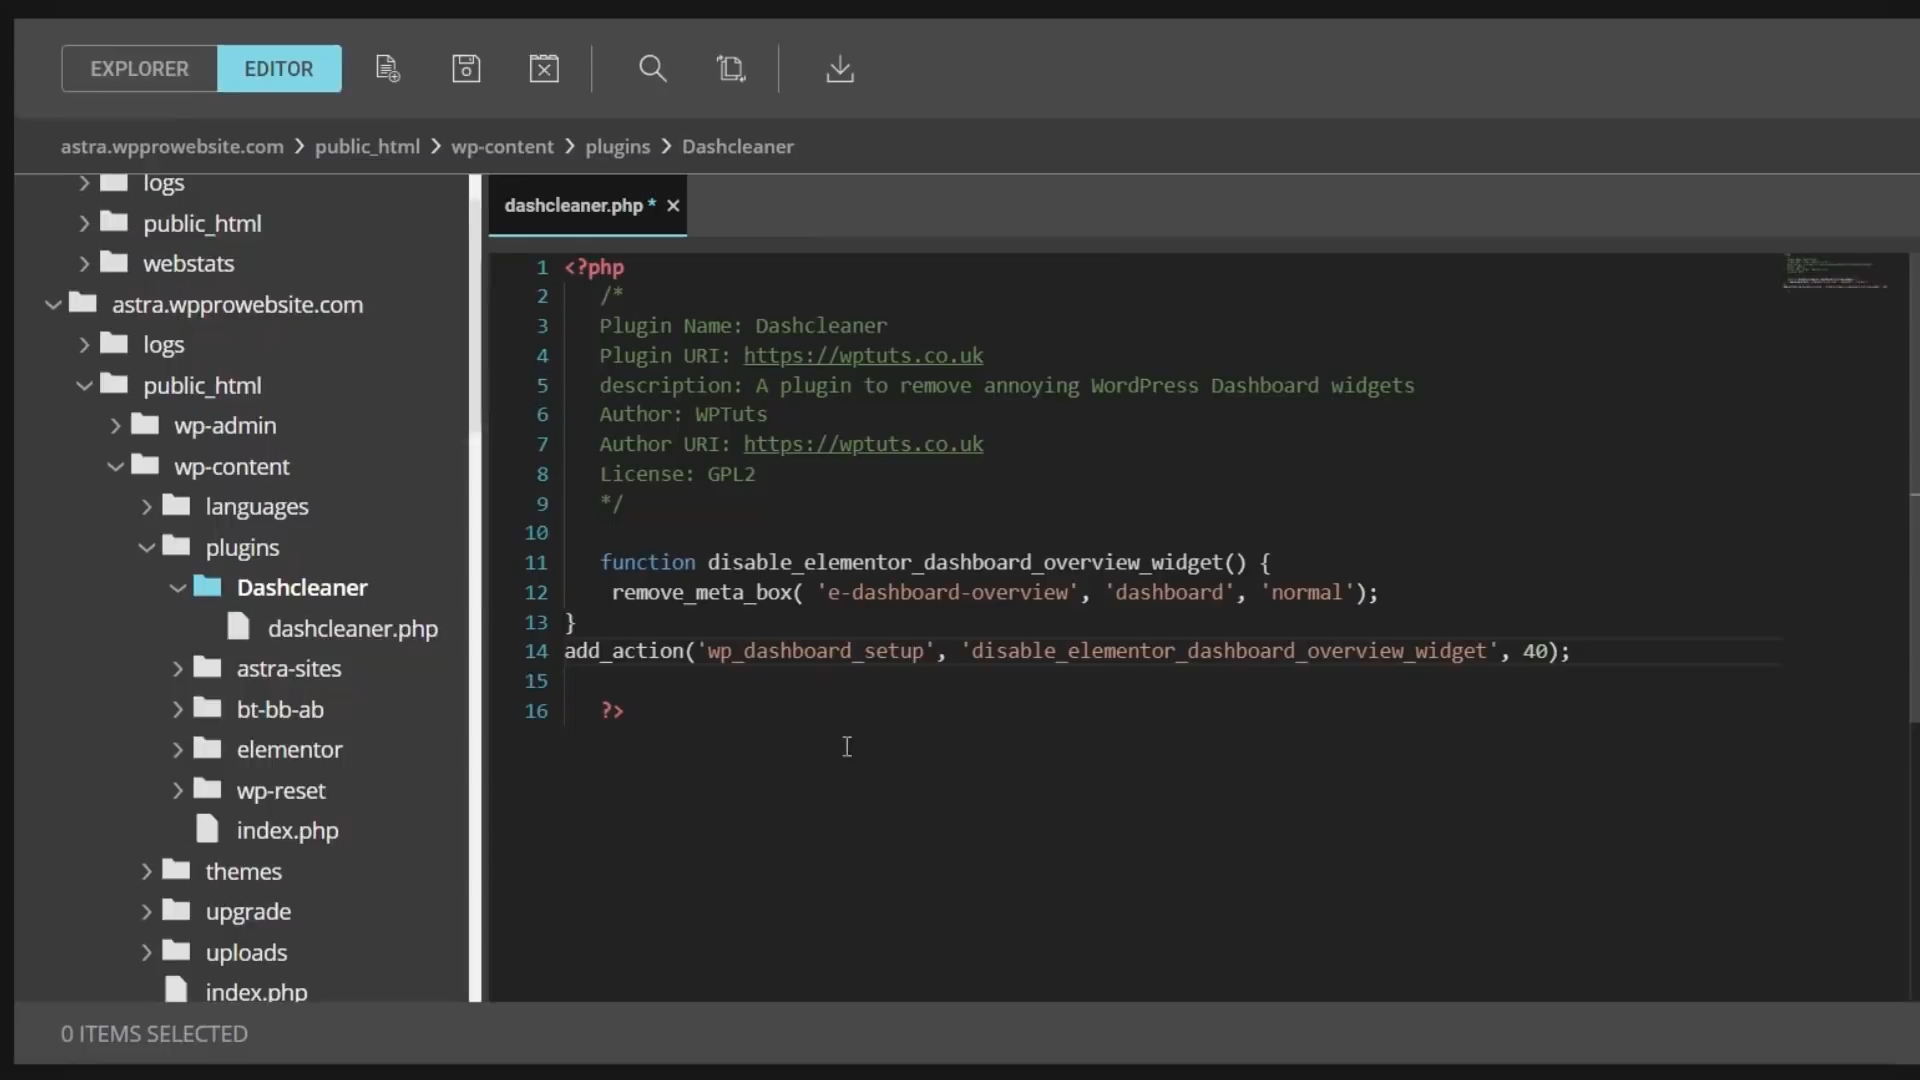 EXPLORER EDITOR
astra.wpprowebsite.com > public_html > wp-content > plugins > Dashcleaner
logs
public_html
webstats
astra.wpprowebsite.com
logs
public_html
wp-admin
wp-content
languages
plugins
Dashcleaner
dashcleaner.php
astra-sites
bt-bb-ab
elementor
wp-reset
index.php
themes
upgrade
uploads
index.php
dashcleaner.php * ×
1 <?php
2 /*
3 Plugin Name: Dashcleaner
4 Plugin URI: https://wptuts.co.uk
5 description: A plugin to remove annoying WordPress Dashboard widgets
6 Author: WPTuts
7 Author URI: https://wptuts.co.uk
8 License: GPL2
9 */
10
11 function disable_elementor_dashboard_overview_widget() {
12 remove_meta_box( 'e-dashboard-overview', 'dashboard', 'normal');
13 }
14 add_action('wp_dashboard_setup', 'disable_elementor_dashboard_overview_widget', 40);
15
16 ?>
0 ITEMS SELECTED